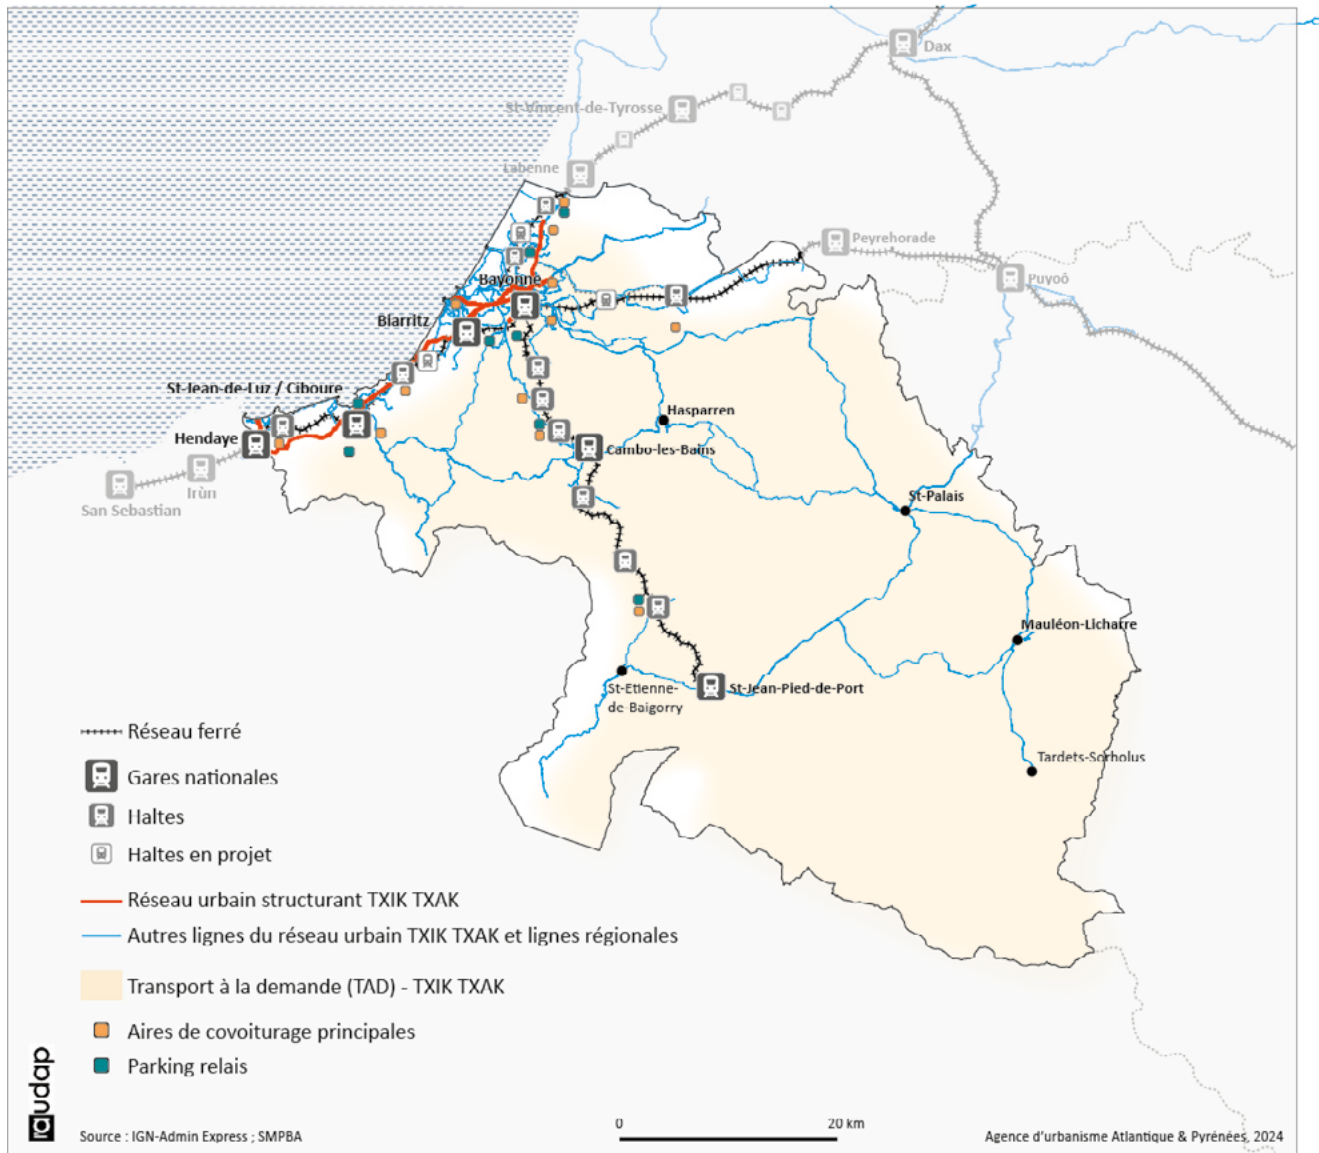 Dax
St-Vincent-de-Tyrosse
Labenne
Peyrehorade
Puyoô
Bayonne
Biarritz
St-Jean-de-Luz / Ciboure
Hendaye
Irùn
San Sebastian
Hasparren
Cambo-les-Bains
St-Palais
Mauléon-Licharre
St-Etienne-
de-Baigorry
St-Jean-Pied-de-Port
Tardets-Sorholus
Réseau ferré
Gares nationales
Haltes
Haltes en projet
Réseau urbain structurant TXIK TXAK
Autres lignes du réseau urbain TXIK TXAK et lignes régionales
Transport à la demande (TAD) - TXIK TXAK
Aires de covoiturage principales
Parking relais
audap
0
20 km
Source : IGN-Admin Express ; SMPBA
Agence d'urbanisme Atlantique & Pyrénées, 2024